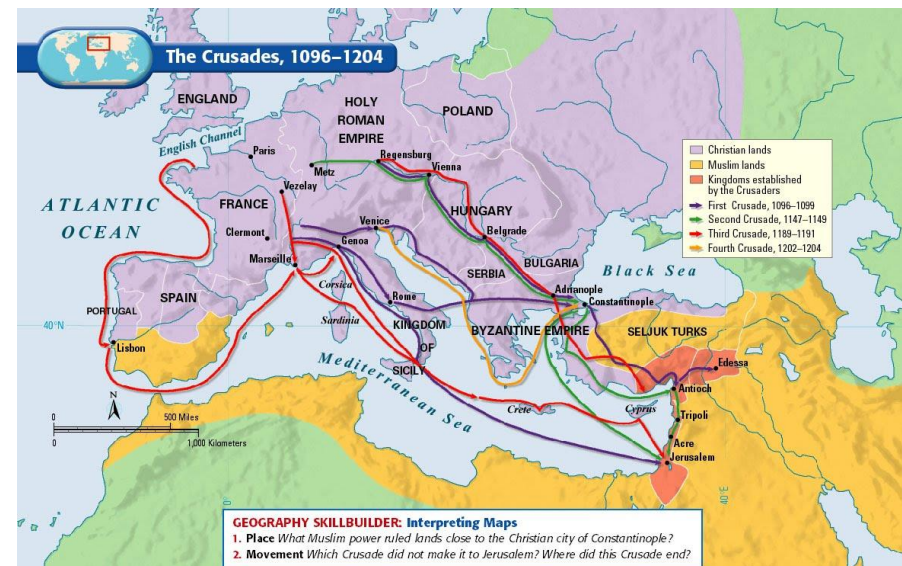 The Crusades, 1096–1204
ENGLAND
HOLY
ROMAN
EMPIRE
POLAND
English Channel
Paris
Metz
Regensburg
Vienna
Vezelay
ATLANTIC
OCEAN
FRANCE
HUNGARY
Clermont
Venice
Genoa
Belgrade
Marseille
SERBIA
BULGARIA
Black Sea
Corsica
Rome
Adrianople
Constantinople
PORTUGAL
SPAIN
Sardinia
40°N
KINGDOM
OF
SICILY
BYZANTINE EMPIRE
SELJUK TURKS
Lisbon
Edessa
Antioch
Mediterranean Sea
Crete
Cyprus
Tripoli
Acre
Jerusalem
N
0
500 Miles
0
1,000 Kilometers
0°
40°E
Christian lands
Muslim lands
Kingdoms established
by the Crusaders
First Crusade, 1096–1099
Second Crusade, 1147–1149
Third Crusade, 1189–1191
Fourth Crusade, 1202–1204
GEOGRAPHY SKILLBUILDER: Interpreting Maps
1. Place What Muslim power ruled lands close to the Christian city of Constantinople?
2. Movement Which Crusade did not make it to Jerusalem? Where did this Crusade end?